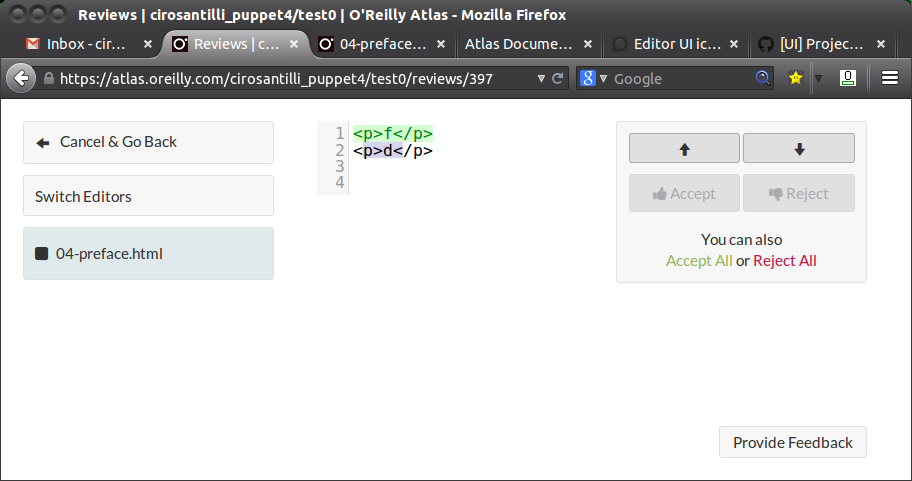 Reviews | cirosantilli_puppet4/test0 | O'Reilly Atlas - Mozilla Firefox
Inbox - cir... Reviews | c... 04-preface... Atlas Docume... Editor UI ic... [UI] Projec...
https://atlas.oreilly.com/cirosantilli_puppet4/test0/reviews/397 8 Google 0
Cancel & Go Back
Switch Editors
04-preface.html
1 <p>f</p>
2 <p>d</p>
3
4
Accept Reject
You can also
Accept All or Reject All
Provide Feedback